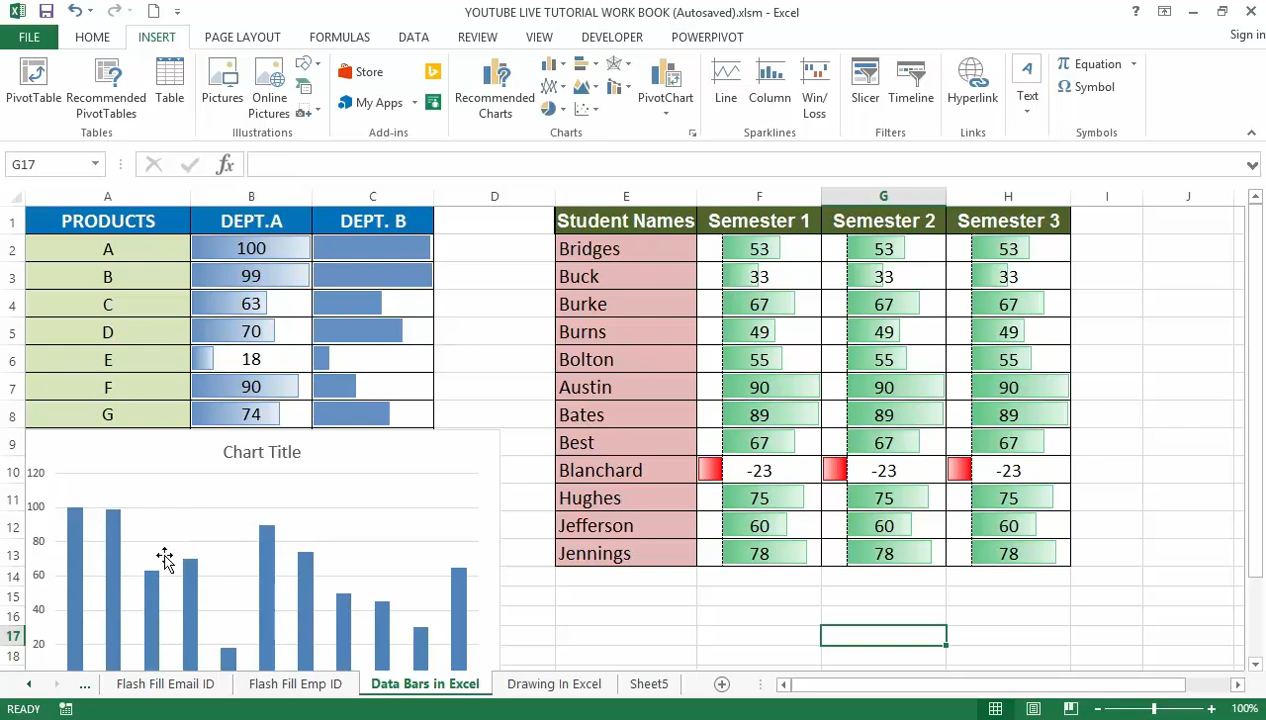 YOUTUBE LIVE TUTORIAL WORK BOOK (Autosaved).xlsm - Excel
Sign in
FILE HOME INSERT PAGE LAYOUT FORMULAS DATA REVIEW VIEW DEVELOPER POWERPIVOT
PivotTable Recommended PivotTables Table
Pictures Online Pictures
Store
My Apps
Recommended Charts
PivotChart
Line Column Win/Loss
Slicer Timeline
Hyperlink
Text
Equation
Symbol
Tables Illustrations Add-ins Charts Sparklines Filters Links Symbols
G17 fx
A B C D E F G H I J
1 PRODUCTS DEPT.A DEPT. B Student Names Semester 1 Semester 2 Semester 3
2 A 100 Bridges 53 53 53
3 B 99 Buck 33 33 33
4 C 63 Burke 67 67 67
5 D 70 Burns 49 49 49
6 E 18 Bolton 55 55 55
7 F 90 Austin 90 90 90
8 G 74 Bates 89 89 89
9 Best 67 67 67
10 Blanchard -23 -23 -23
11 Hughes 75 75 75
12 Jefferson 60 60 60
13 Jennings 78 78 78
14
15
16
17
18
Chart Title
120
100
80
60
40
20
... Flash Fill Email ID Flash Fill Emp ID Data Bars in Excel Drawing In Excel Sheet5
READY 100%